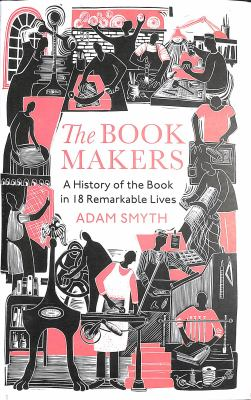 The BOOK
MAKERS
A History of the Book
in 18 Remarkable Lives
ADAM SMYTH